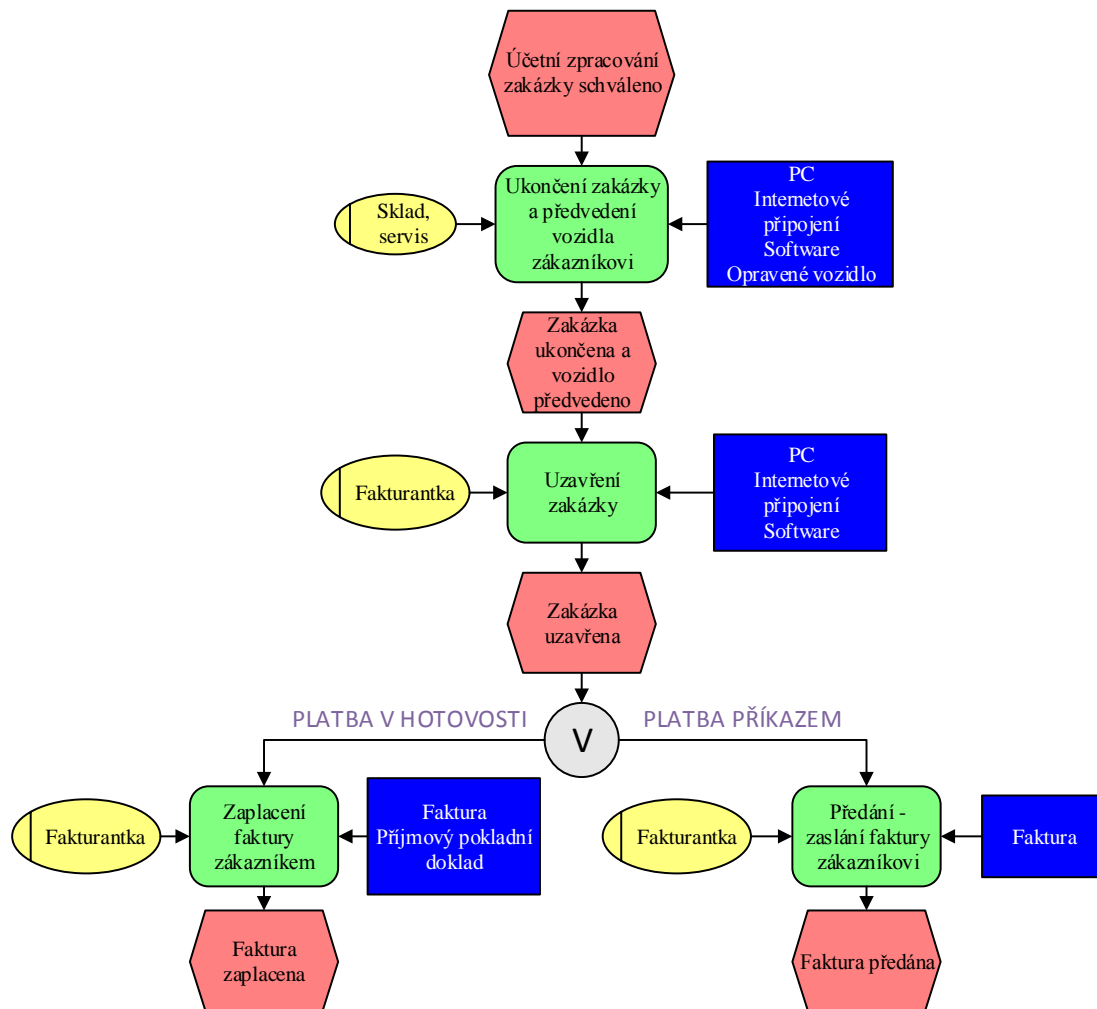 Účetní zpracování
zakázky schváleno
Sklad,
servis
Ukončení zakázky
a předvedení
vozidla
zákazníkovi
PC
Internetové
připojení
Software
Opravené vozidlo
Zakázka
ukončena a
vozidlo
předvedeno
Fakturantka
Uzavření
zakázky
PC
Internetové
připojení
Software
Zakázka
uzavřena
PLATBA V HOTOVOSTI
V
PLATBA PŘÍKAZEM
Fakturantka
Zaplacení
faktury
zákazníkem
Faktura
Příjmový pokladní
doklad
Fakturantka
Předání -
zaslání faktury
zákazníkovi
Faktura
Faktura
zaplacena
Faktura předána